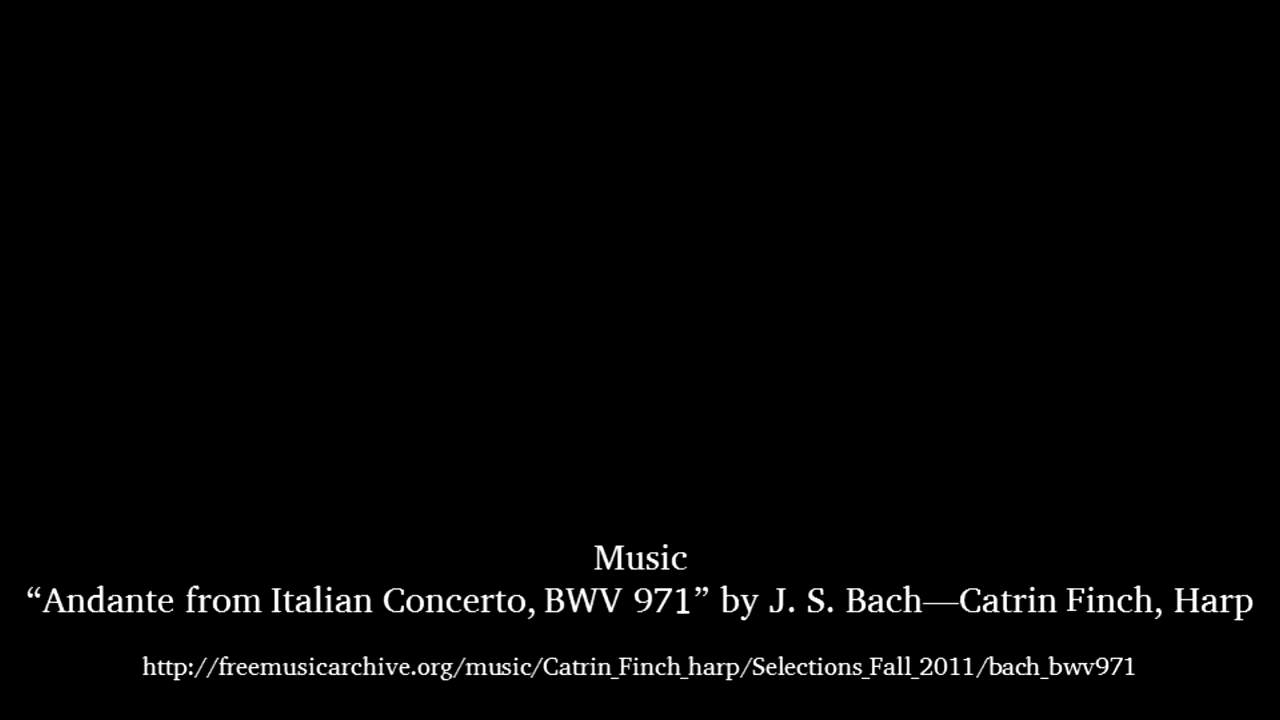 Music
“Andante from Italian Concerto, BWV 971” by J. S. Bach—Catrin Finch, Harp
http://freemusicarchive.org/music/Catrin_Finch_harp/Selections_Fall_2011/bach_bwv971